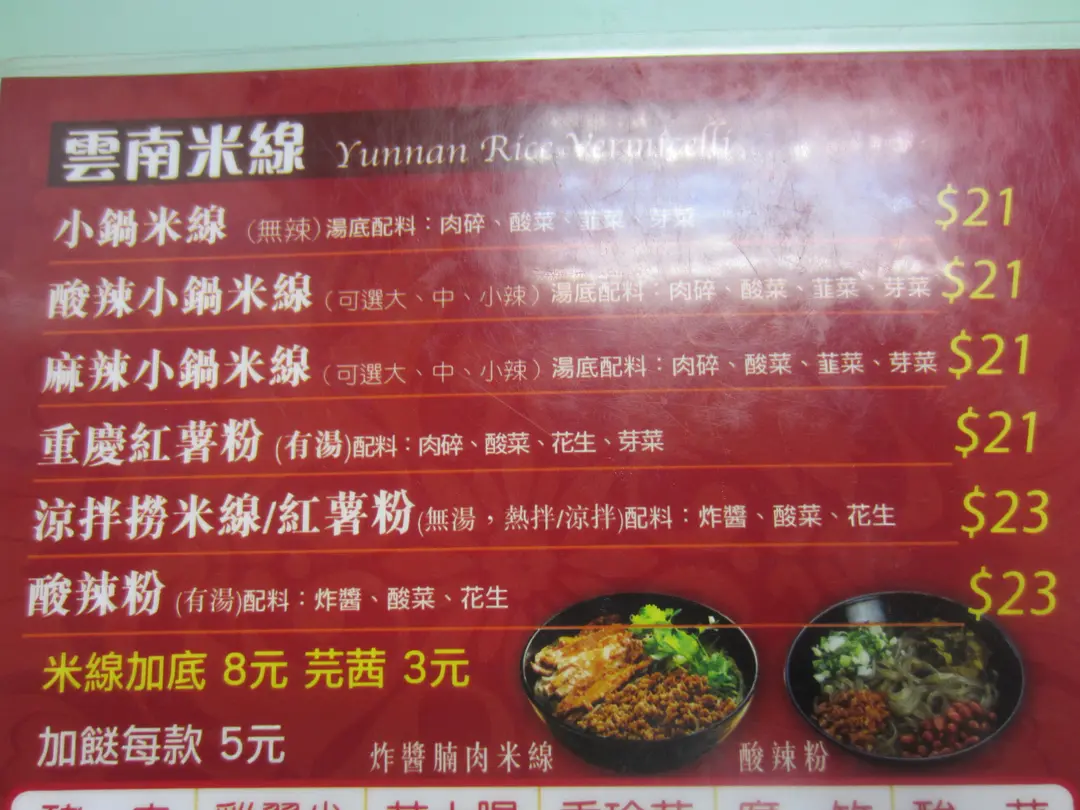 雲南米線 Yunnan Rice Vermicelli
小鍋米線 (無辣)湯底配料：肉碎、酸菜、韮菜、芽菜 $21
酸辣小鍋米線 (可選大、中、小辣) 湯底配料：肉碎、酸菜、韮菜、芽菜 $21
麻辣小鍋米線 (可選大、中、小辣) 湯底配料：肉碎、酸菜、韮菜、芽菜 $21
重慶紅薯粉 (有湯)配料：肉碎、酸菜、花生、芽菜 $21
涼拌撈米線/紅薯粉(無湯，熱拌/涼拌)配料：炸醬、酸菜、花生 $23
酸辣粉 (有湯)配料：炸醬、酸菜、花生 $23
米線加底 8元 芫茜 3元
加餸每款 5元
炸醬腩肉米線
酸辣粉